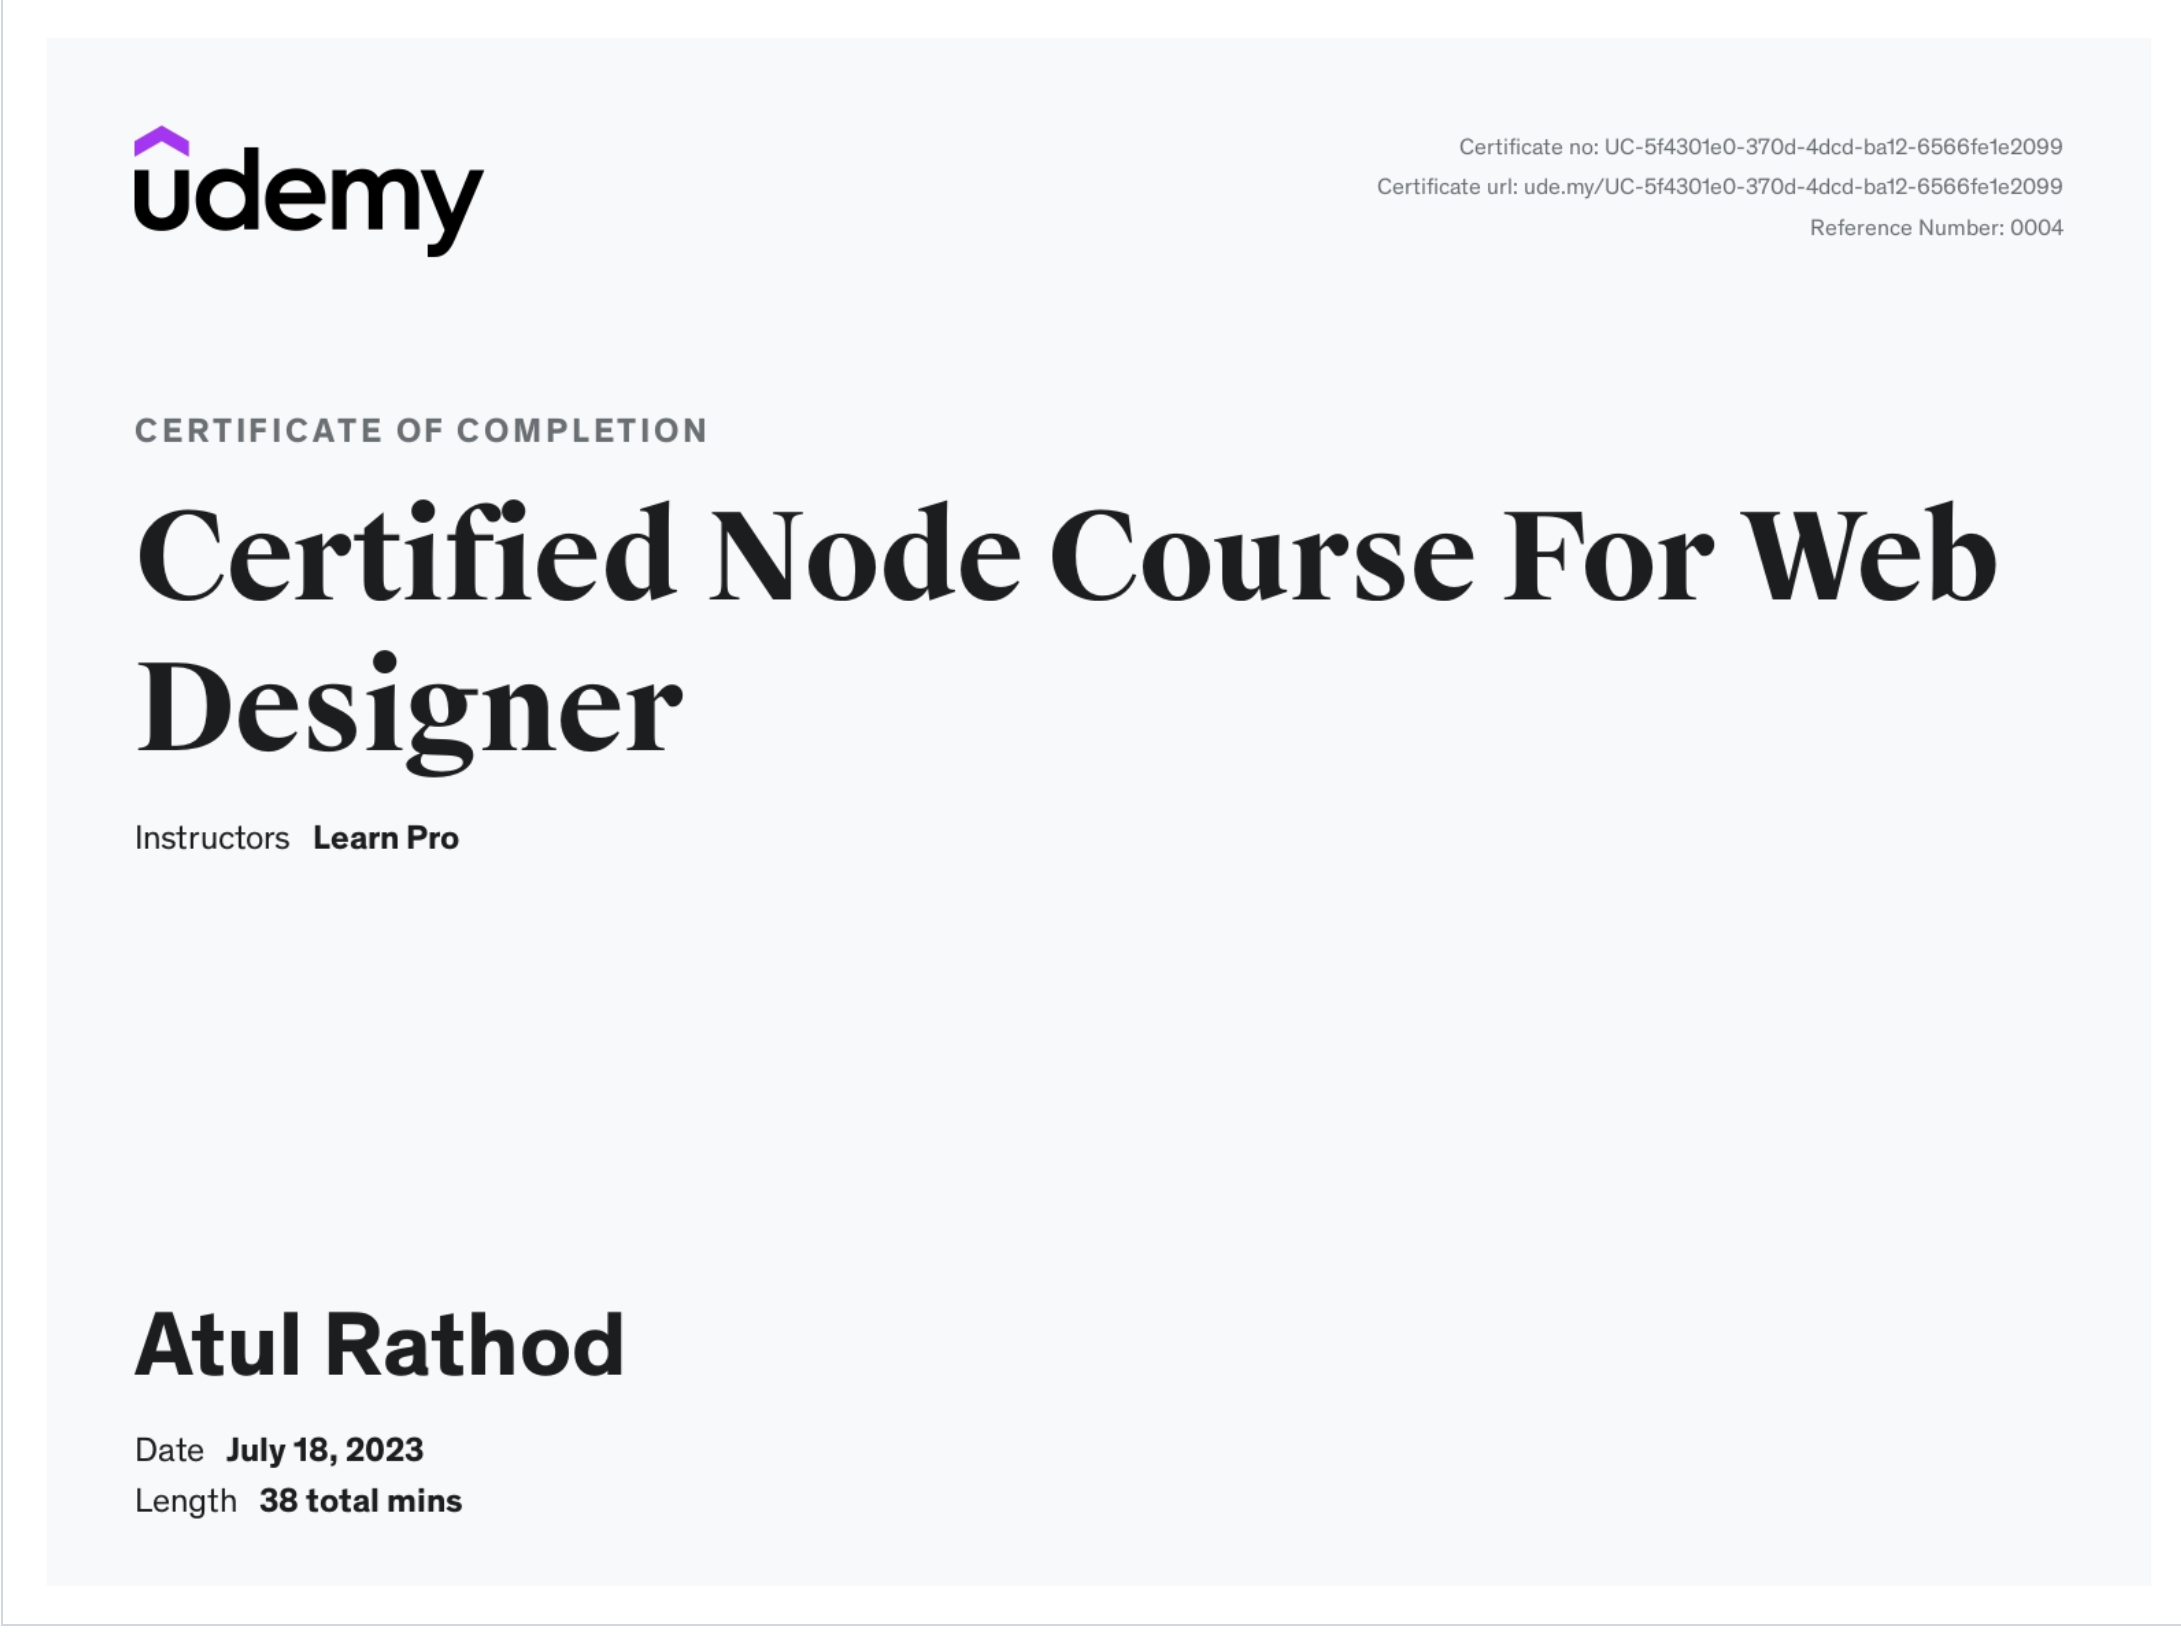 udemy
Certificate no: UC-5f4301e0-370d-4dcd-ba12-6566fe1e2099
Certificate url: ude.my/UC-5f4301e0-370d-4dcd-ba12-6566fe1e2099
Reference Number: 0004
CERTIFICATE OF COMPLETION
Certified Node Course For Web
Designer
Instructors Learn Pro
Atul Rathod
Date July 18, 2023
Length 38 total mins